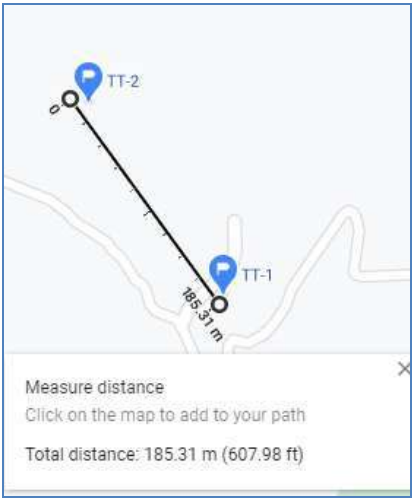 TT-2
0
TT-1
185.31 m
Measure distance
Click on the map to add to your path
Total distance: 185.31 m (607.98 ft)